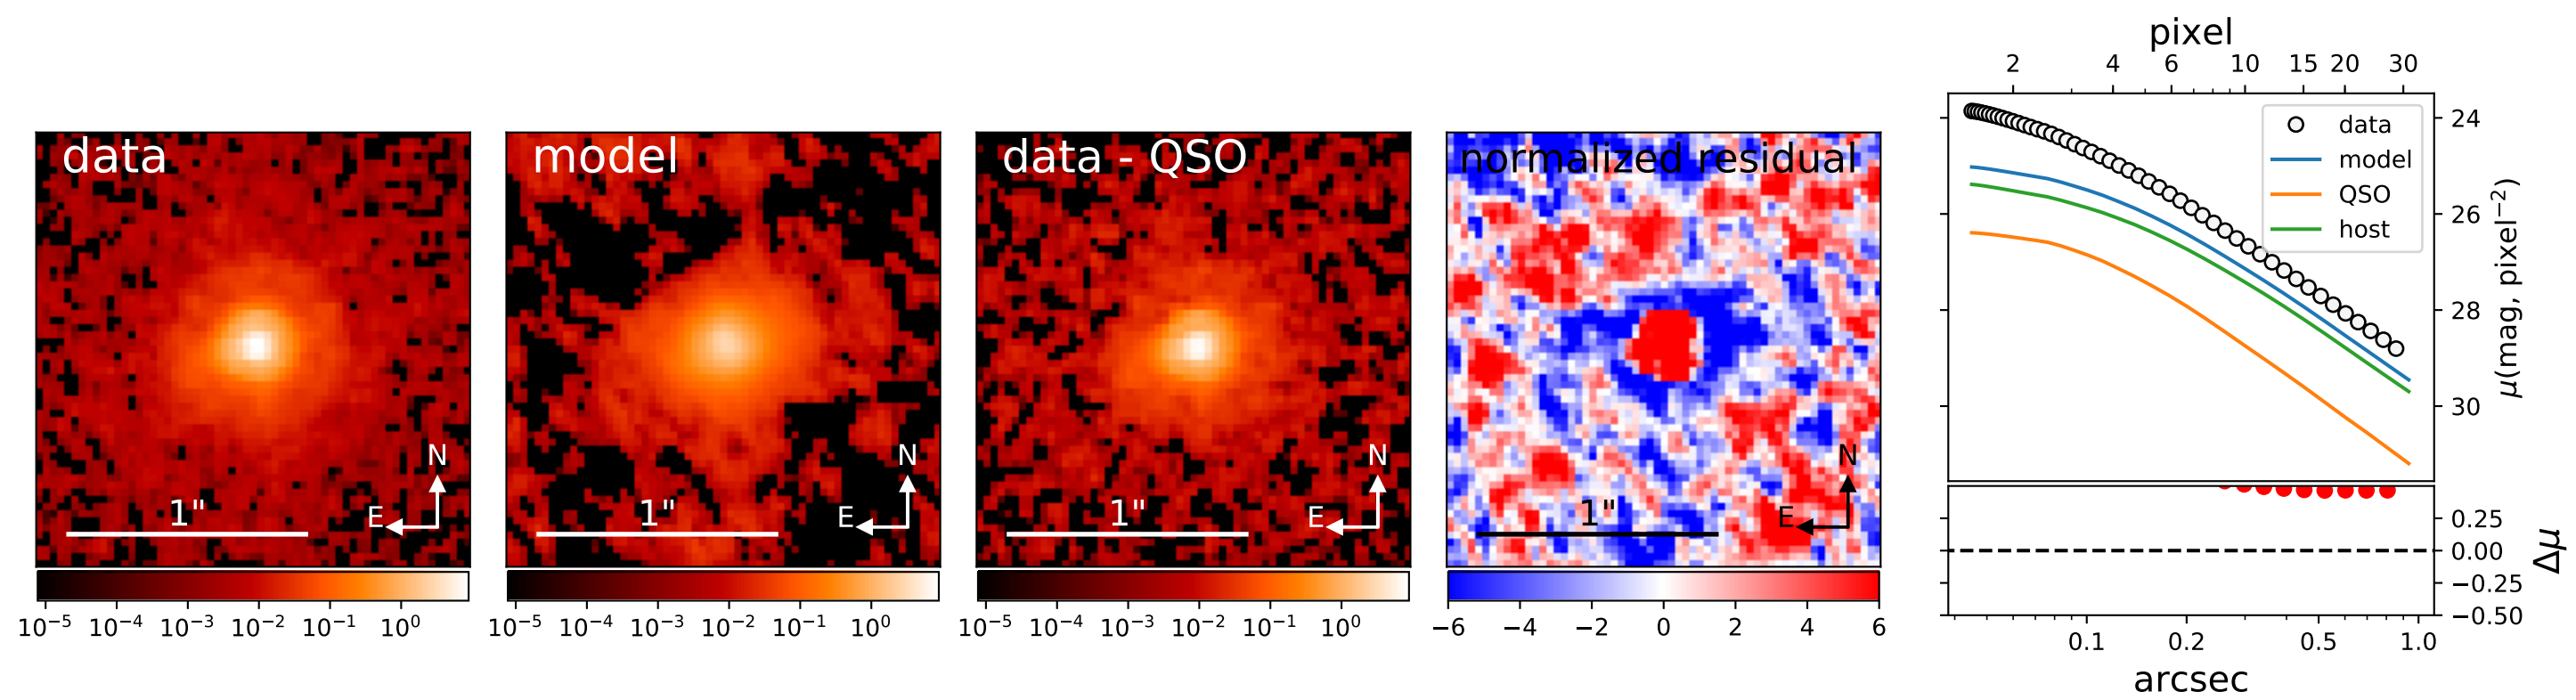 data
N
E
1"
10⁻⁵ 10⁻⁴ 10⁻³ 10⁻² 10⁻¹ 10⁰
model
N
E
1"
10⁻⁵ 10⁻⁴ 10⁻³ 10⁻² 10⁻¹ 10⁰
data - QSO
N
E
1"
10⁻⁵ 10⁻⁴ 10⁻³ 10⁻² 10⁻¹ 10⁰
normalized residual
N
E
1"
−6 −4 −2 0 2 4 6
pixel
2 4 6 10 15 20 30
data
model
QSO
host
24
26
28
30
μ(mag, pixel⁻²)
0.25
0.00
−0.25
−0.50
Δμ
0.1 0.2 0.5 1.0
arcsec